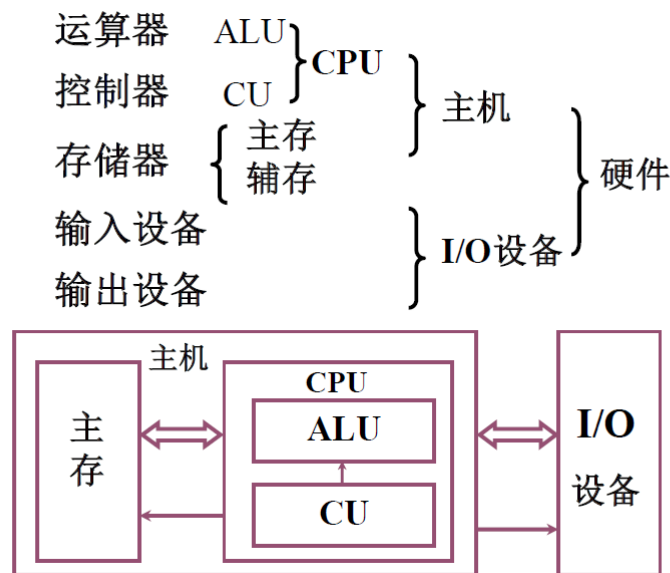 运算器 ALU
CPU
控制器 CU
主机
存储器
主存
辅存
硬件
输入设备
I/O 设备
输出设备
主机
CPU
主存
ALU
CU
I/O
设备